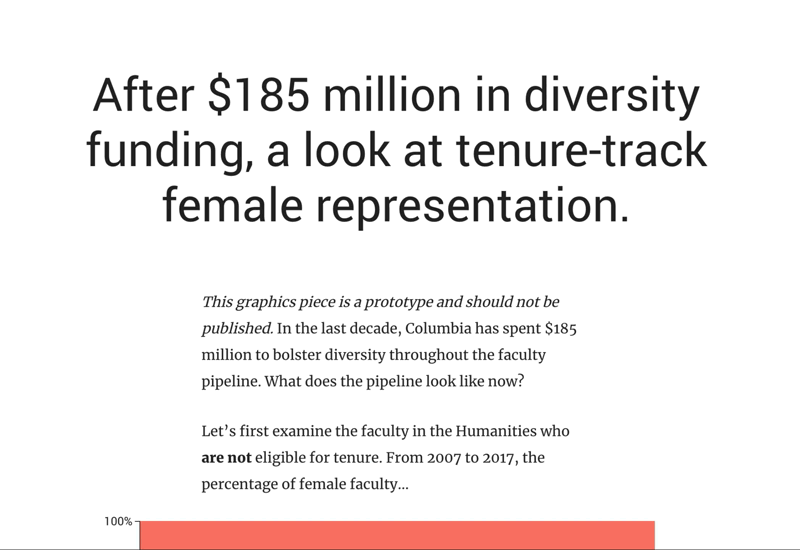 After $185 million in diversity
funding, a look at tenure-track
female representation.
This graphics piece is a prototype and should not be
published. In the last decade, Columbia has spent $185
million to bolster diversity throughout the faculty
pipeline. What does the pipeline look like now?
Let’s first examine the faculty in the Humanities who
are not eligible for tenure. From 2007 to 2017, the
percentage of female faculty...
100%